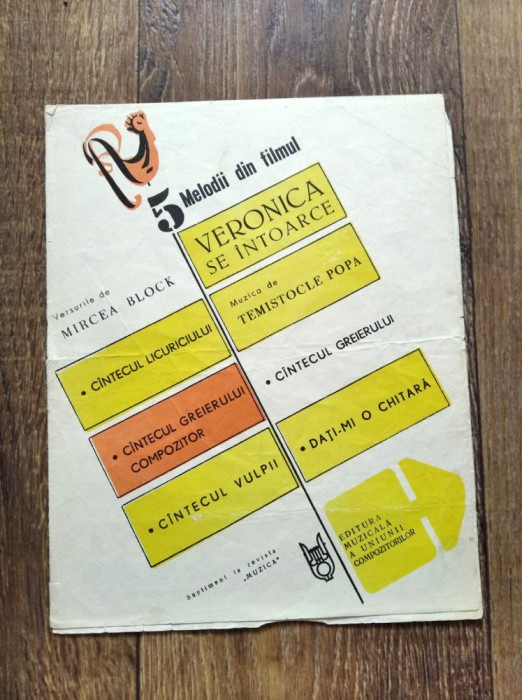 5 Melodii din filmul
VERONICA
SE ÎNTOARCE
Versurile de
MIRCEA BLOCK
Muzica de
TEMISTOCLE POPA
• CÎNTECUL LICURICIULUI
• CÎNTECUL GREIERULUI
• CÎNTECUL GREIERULUI
COMPOZITOR
• DAȚI-MI O CHITARĂ
• CÎNTECUL VULPII
EDITURA
MUZICALA
A UNIUNII
COMPOZITORILOR
Supliment la revista
„MUZICA"